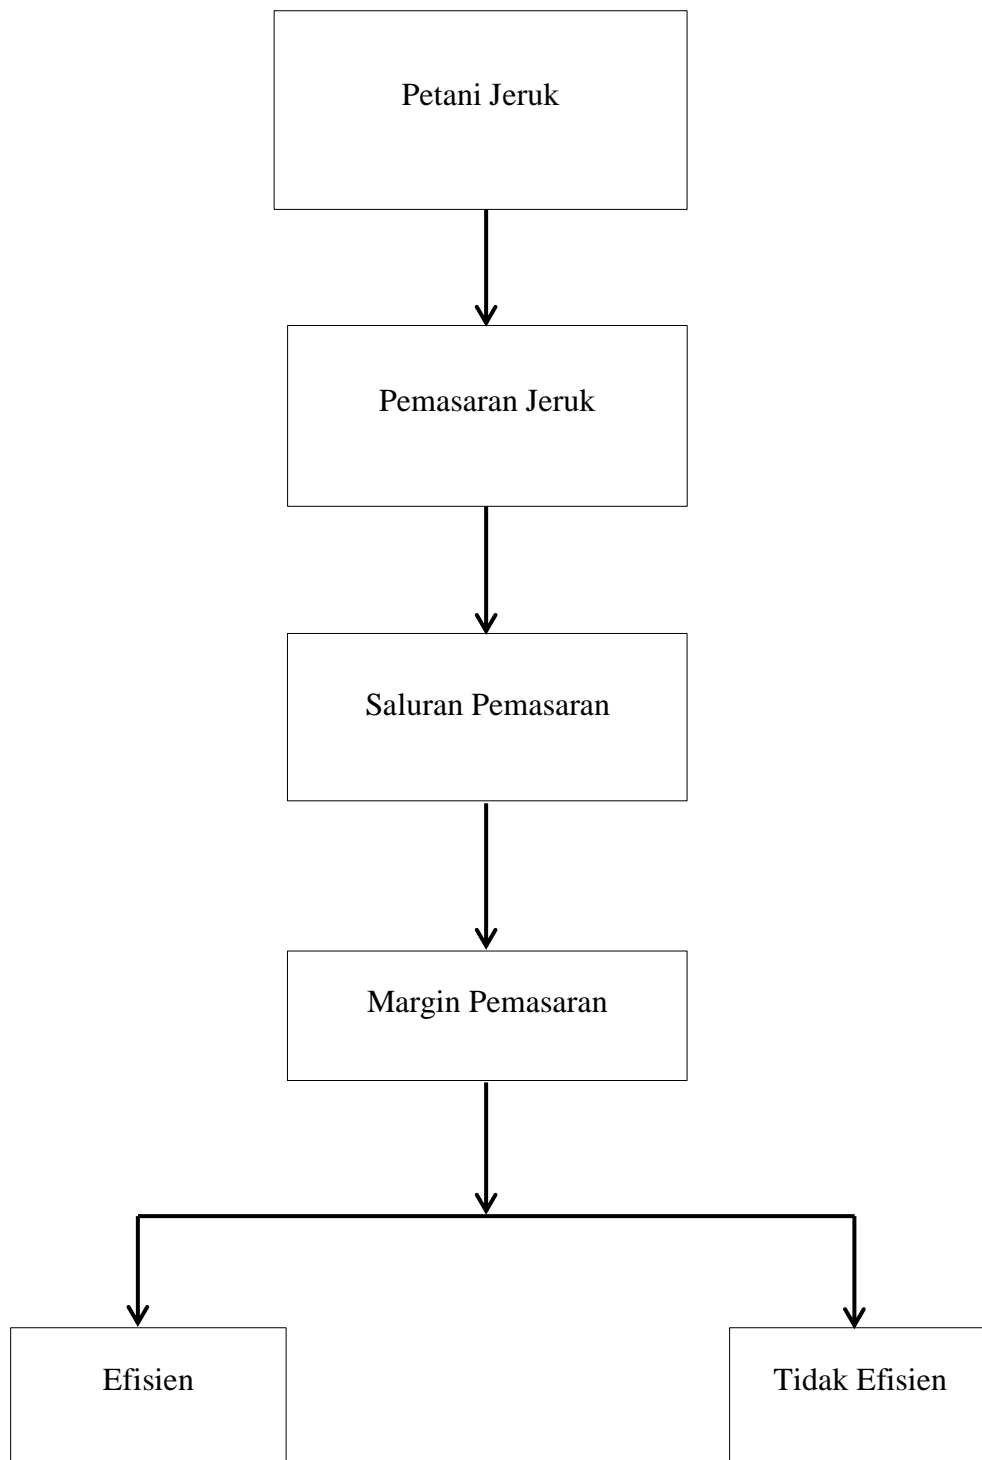 Petani Jeruk
Pemasaran Jeruk
Saluran Pemasaran
Margin Pemasaran
Efisien
Tidak Efisien